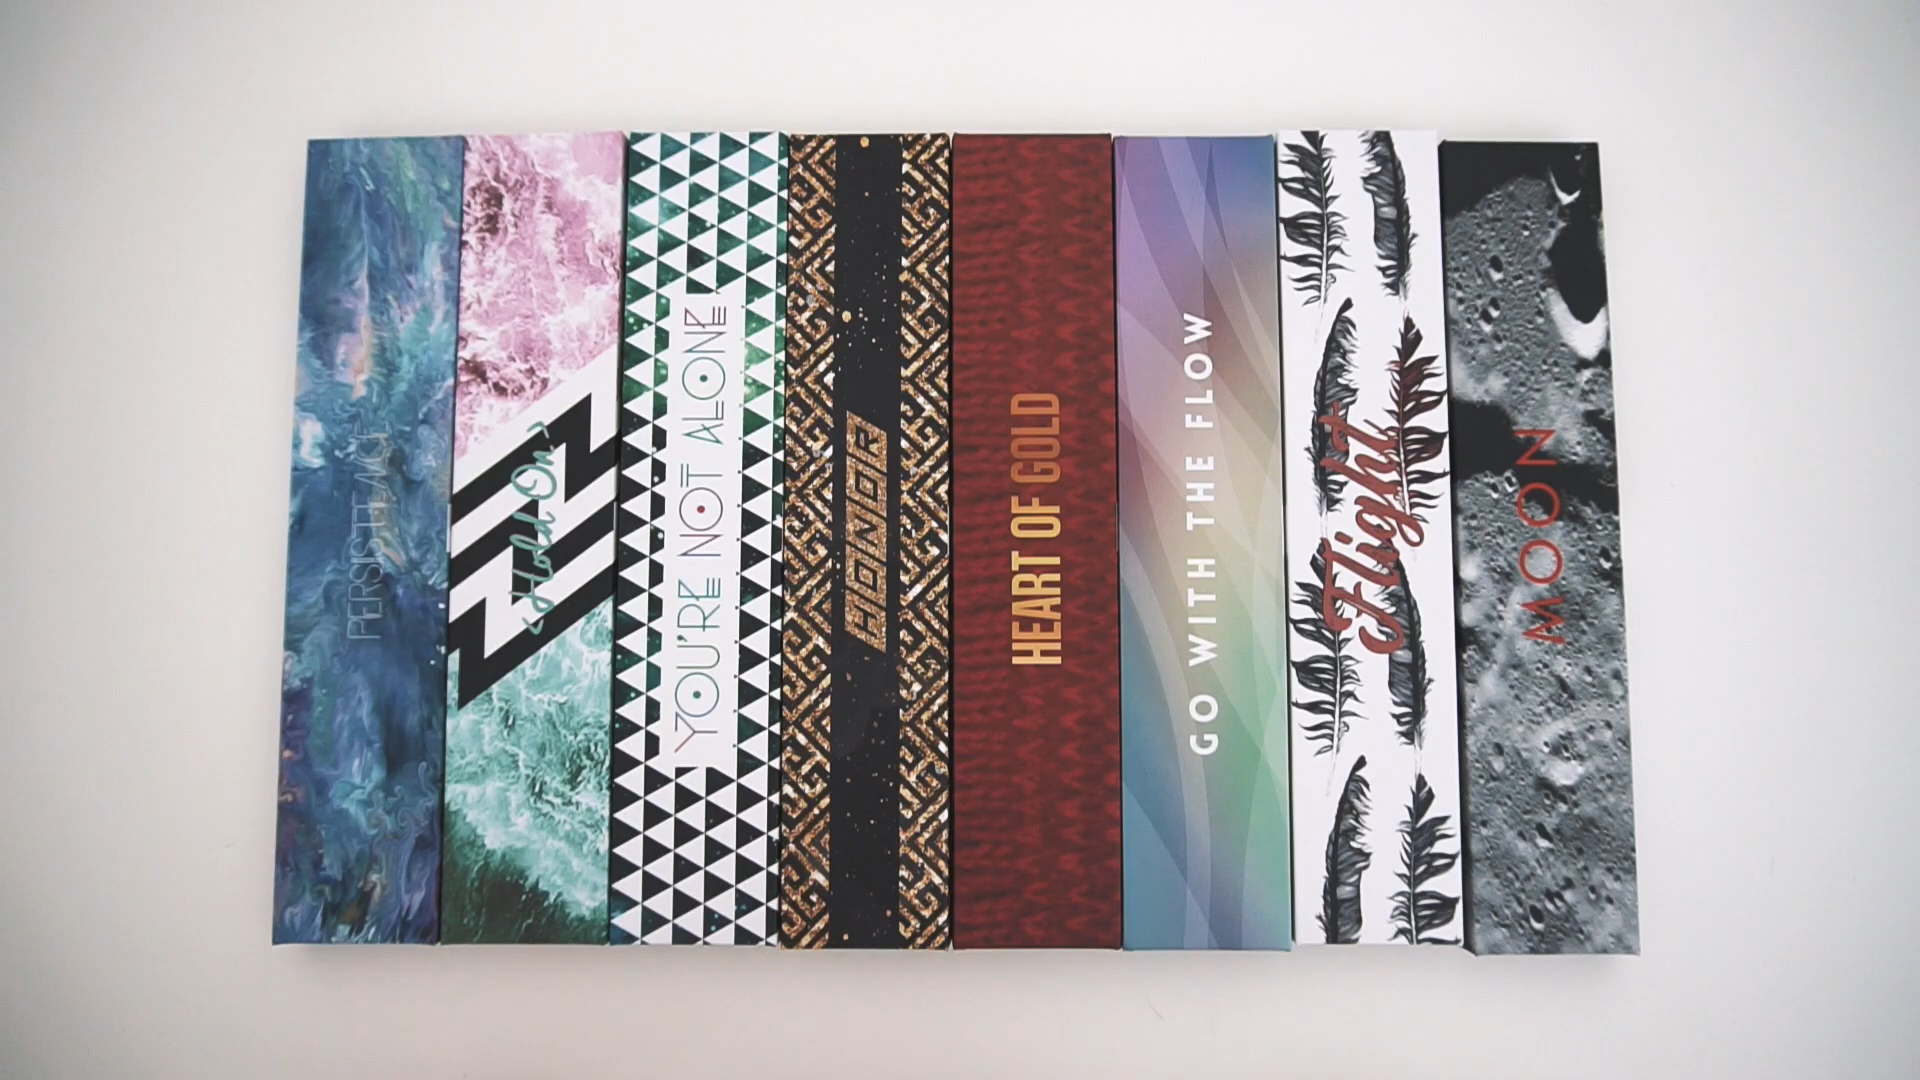 PERSISTENCE
<Hold On>
YOU'RE NOT ALONE
HONOR
HEART OF GOLD
GO WITH THE FLOW
Flight
MOON